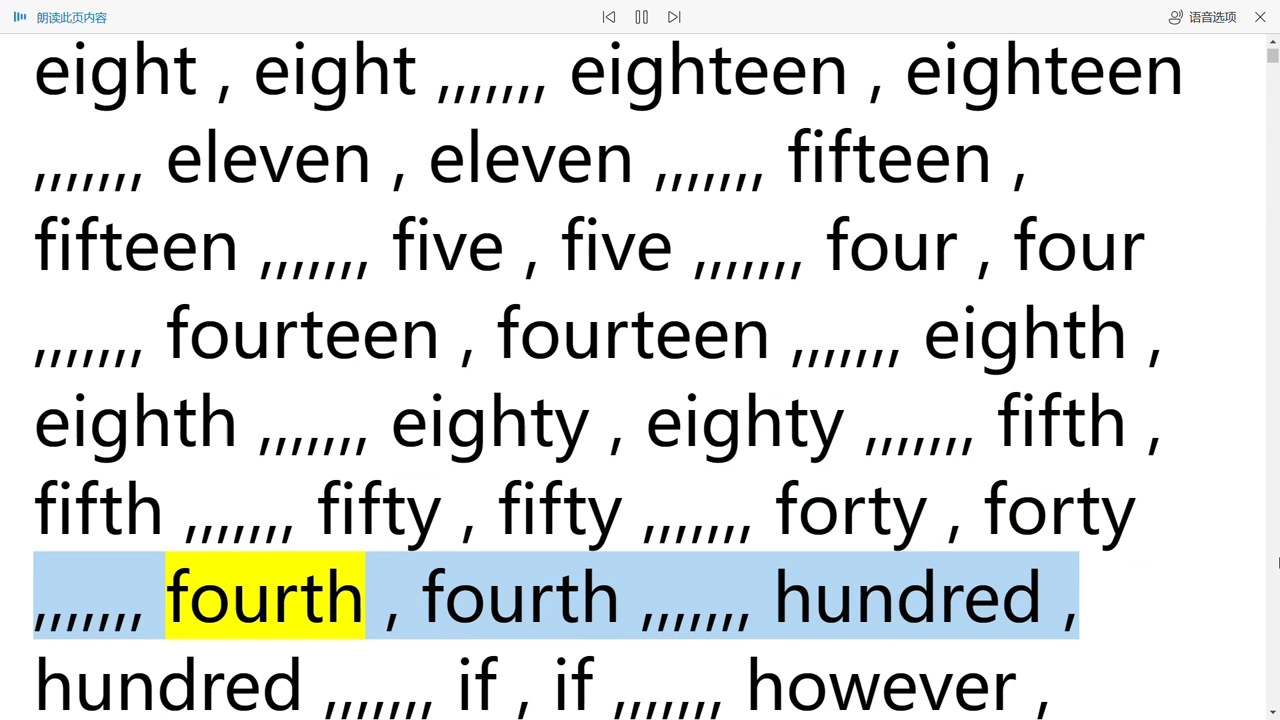 朗读此页内容 语音选项
eight , eight ,,,,,,, eighteen , eighteen
,,,,,,, eleven , eleven ,,,,,,, fifteen ,
fifteen ,,,,,,, five , five ,,,,,,, four , four
,,,,,,, fourteen , fourteen ,,,,,,, eighth ,
eighth ,,,,,,, eighty , eighty ,,,,,,, fifth ,
fifth ,,,,,,, fifty , fifty ,,,,,,, forty , forty
,,,,,,, fourth , fourth ,,,,,,, hundred ,
hundred ,,,,,,, if , if ,,,,,,, however ,